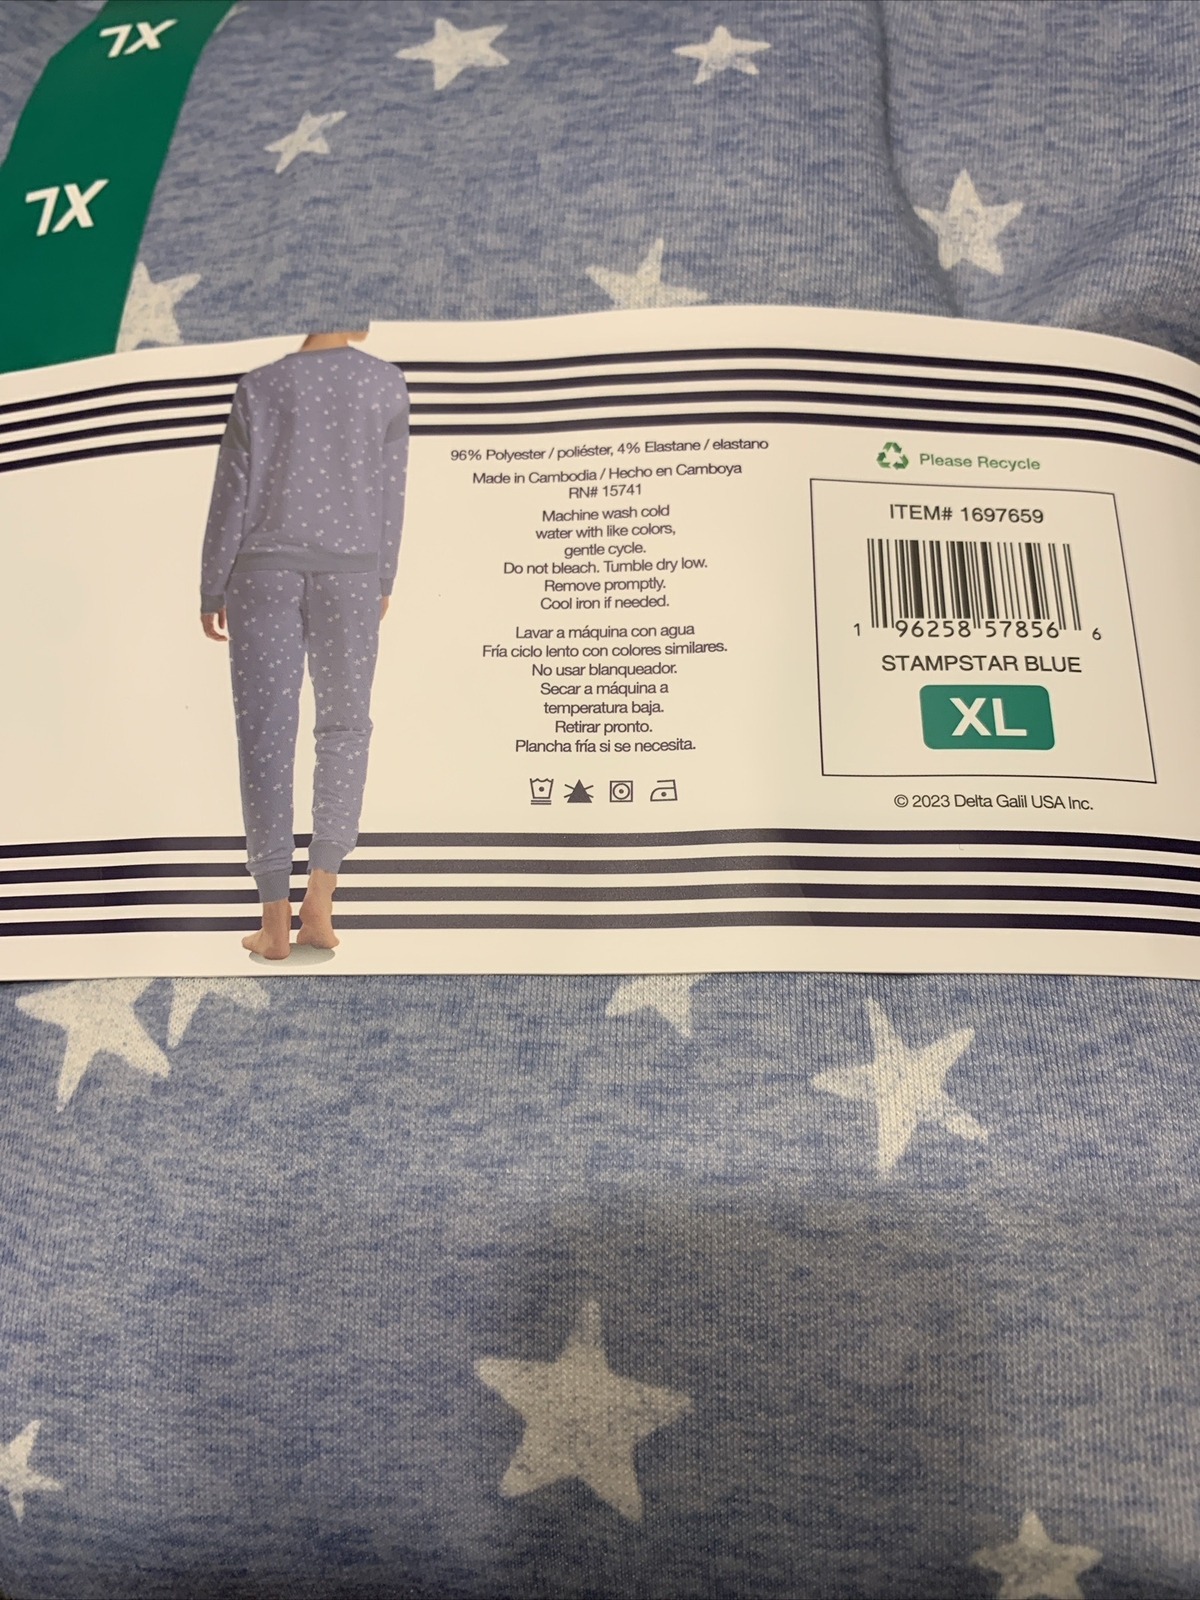 XL
XL
96% Polyester / poliéster, 4% Elastane / elastano
Made in Cambodia / Hecho en Camboya
RN# 15741
Machine wash cold
water with like colors,
gentle cycle.
Do not bleach. Tumble dry low.
Remove promptly.
Cool iron if needed.
Lavar a máquina con agua
Fría ciclo lento con colores similares.
No usar blanqueador.
Secar a máquina a
temperatura baja.
Retirar pronto.
Plancha fría si se necesita.
Please Recycle
ITEM# 1697659
1 96258 57856 6
STAMPSTAR BLUE
XL
© 2023 Delta Galil USA Inc.